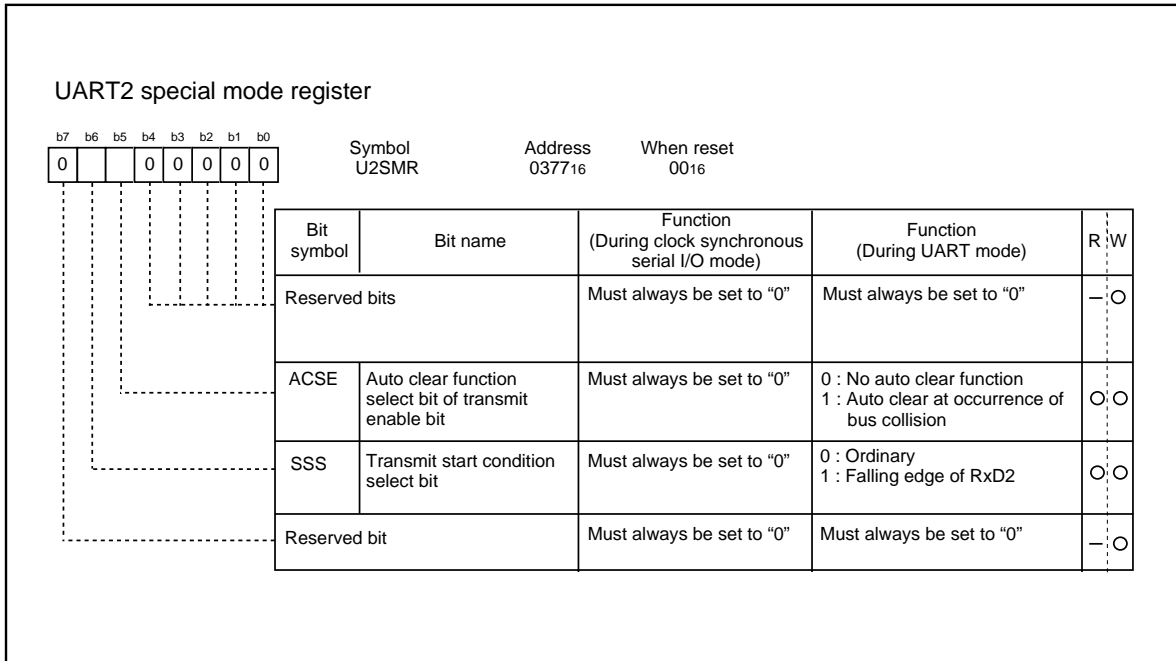 UART2 special mode register
b7 b6 b5 b4 b3 b2 b1 b0
0 0 0 0 0 0
Symbol Address When reset
U2SMR 037716 0016
Bit symbol Bit name Function (During clock synchronous serial I/O mode) Function (During UART mode) R W
Reserved bits Must always be set to “0” Must always be set to “0” – O
ACSE Auto clear function select bit of transmit enable bit Must always be set to “0” 0 : No auto clear function
1 : Auto clear at occurrence of bus collision O O
SSS Transmit start condition select bit Must always be set to “0” 0 : Ordinary
1 : Falling edge of RxD2 O O
Reserved bit Must always be set to “0” Must always be set to “0” – O